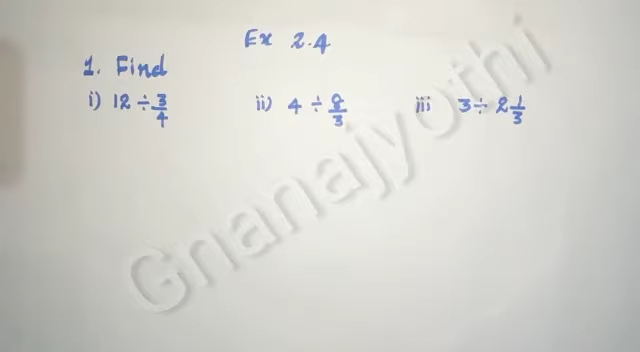 Ex 2.4
1. Find
i) 12 ÷ 3/4 ii) 4 ÷ 8/3 iii 3 ÷ 2 1/3
Gnanajyothi